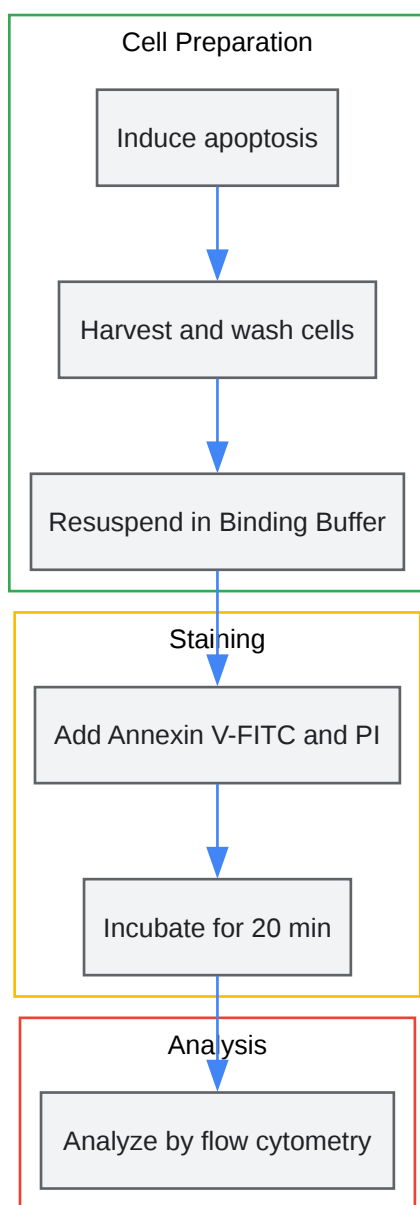 Cell Preparation
Induce apoptosis
Harvest and wash cells
Resuspend in Binding Buffer
Staining
Add Annexin V-FITC and PI
Incubate for 20 min
Analysis
Analyze by flow cytometry